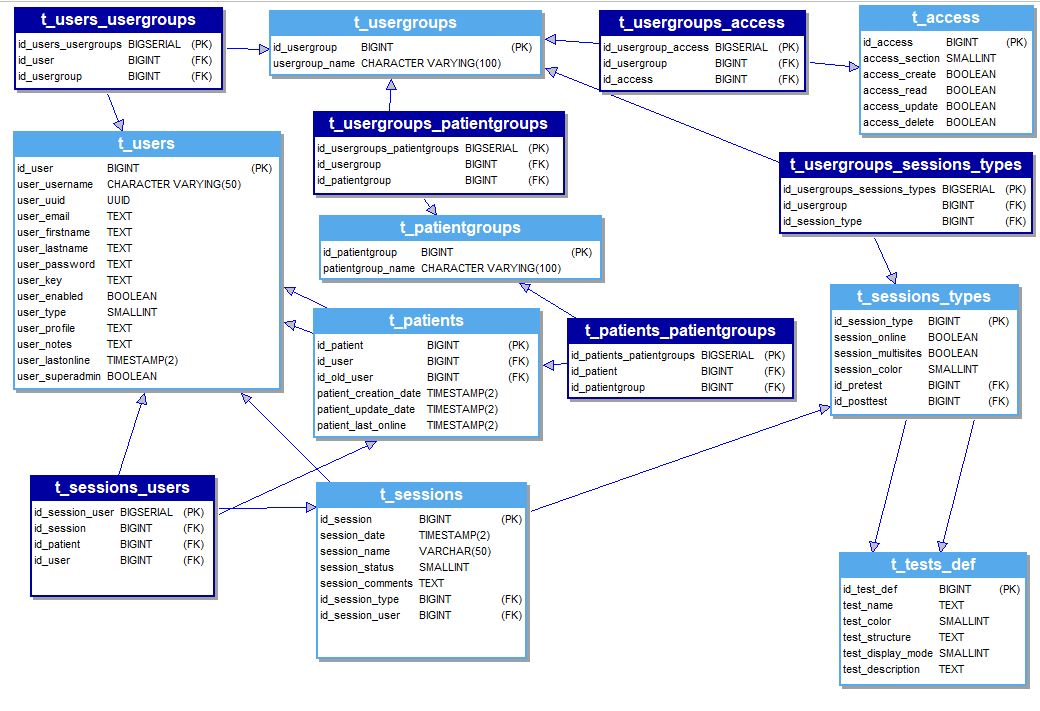 t_users_usergroups
id_users_usergroups BIGSERIAL (PK)
id_user BIGINT (FK)
id_usergroup BIGINT (FK)
t_usergroups
id_usergroup BIGINT (PK)
usergroup_name CHARACTER VARYING(100)
t_usergroups_access
id_usergroup_access BIGSERIAL (PK)
id_usergroup BIGINT (FK)
id_access BIGINT (FK)
t_access
id_access BIGINT (PK)
access_section SMALLINT
access_create BOOLEAN
access_read BOOLEAN
access_update BOOLEAN
access_delete BOOLEAN
t_users
id_user BIGINT (PK)
user_username CHARACTER VARYING(50)
user_uuid UUID
user_email TEXT
user_firstname TEXT
user_lastname TEXT
user_password TEXT
user_key TEXT
user_enabled BOOLEAN
user_type SMALLINT
user_profile TEXT
user_notes TEXT
user_lastonline TIMESTAMP(2)
user_superadmin BOOLEAN
t_usergroups_patientgroups
id_usergroups_patientgroups BIGSERIAL (PK)
id_usergroup BIGINT (FK)
id_patientgroup BIGINT (FK)
t_usergroups_sessions_types
id_usergroups_sessions_types BIGSERIAL (PK)
id_usergroup BIGINT (FK)
id_session_type BIGINT (FK)
t_patientgroups
id_patientgroup BIGINT (PK)
patientgroup_name CHARACTER VARYING(100)
t_patients
id_patient BIGINT (PK)
id_user BIGINT (FK)
id_old_user BIGINT (FK)
patient_creation_date TIMESTAMP(2)
patient_update_date TIMESTAMP(2)
patient_last_online TIMESTAMP(2)
t_patients_patientgroups
id_patients_patientgroups BIGSERIAL (PK)
id_patient BIGINT (FK)
id_patientgroup BIGINT (FK)
t_sessions_types
id_session_type BIGINT (PK)
session_online BOOLEAN
session_multisites BOOLEAN
session_color SMALLINT
id_pretest BIGINT (FK)
id_posttest BIGINT (FK)
t_sessions_users
id_session_user BIGSERIAL (PK)
id_session BIGINT (FK)
id_patient BIGINT (FK)
id_user BIGINT (FK)
t_sessions
id_session BIGINT (PK)
session_date TIMESTAMP(2)
session_name VARCHAR(50)
session_status SMALLINT
session_comments TEXT
id_session_type BIGINT (FK)
id_session_user BIGINT (FK)
t_tests_def
id_test_def BIGINT (PK)
test_name TEXT
test_color SMALLINT
test_structure TEXT
test_display_mode SMALLINT
test_description TEXT